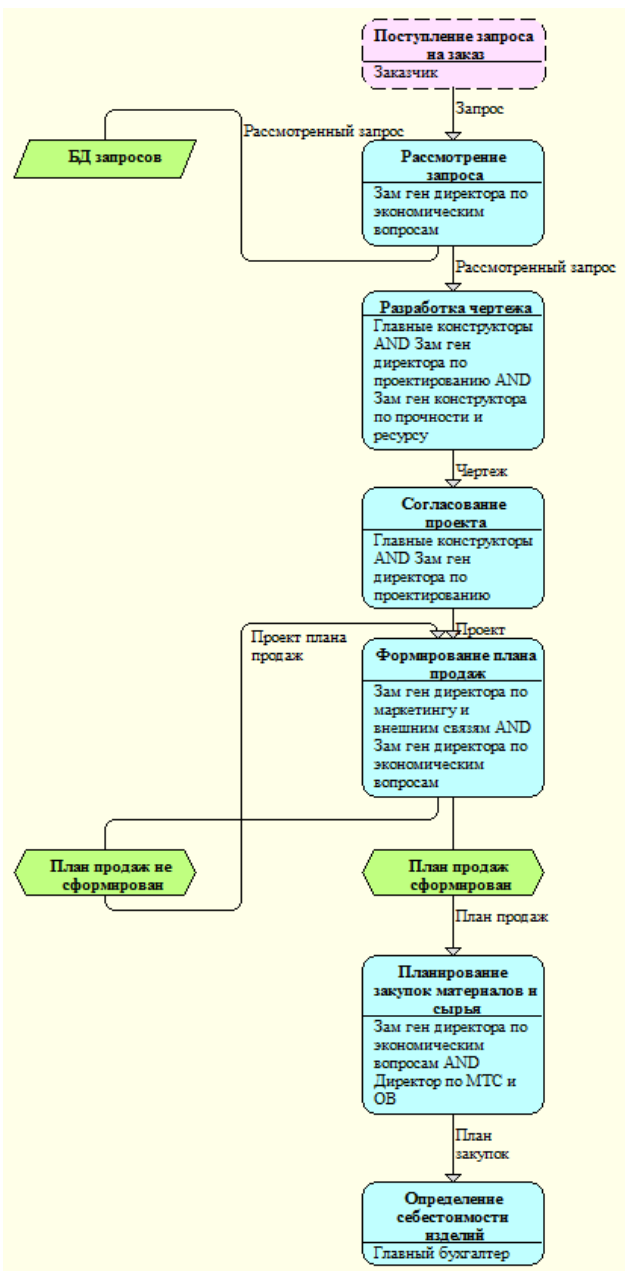 Поступление запроса
на заказ
Заказчик
Запрос
Рассмотренный запрос
БД запросов
Рассмотрение
запроса
Зам ген директора по
экономическим
вопросам
Рассмотренный запрос
Разработка чертежа
Главные конструкторы
AND Зам ген
директора по
проектированию AND
Зам ген конструктора
по прочности и
ресурсу
Чертеж
Согласование
проекта
Главные конструкторы
AND Зам ген
директора по
проектированию
Проект
Проект плана
продаж
Формирование плана
продаж
Зам ген директора по
маркетингу и
внешним связям AND
Зам ген директора по
экономическим
вопросам
План продаж не
сформирован
План продаж
сформирован
План продаж
Планирование
закупок материалов и
сырья
Зам ген директора по
экономическим
вопросам AND
Директор по МТС и
ОВ
План
закупок
Определение
себестоимости
изделий
Главный бухгалтер